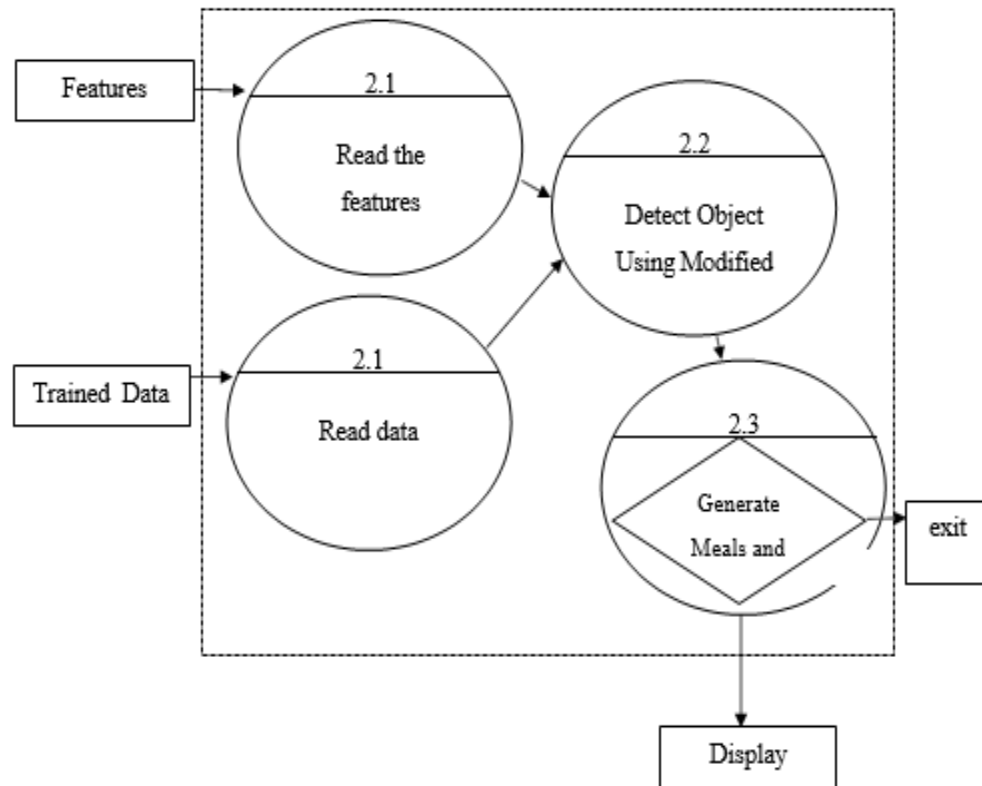 Features
2.1
Read the
features
2.2
Detect Object
Using Modified
Trained Data
2.1
Read data
2.3
Generate
Meals and
exit
Display